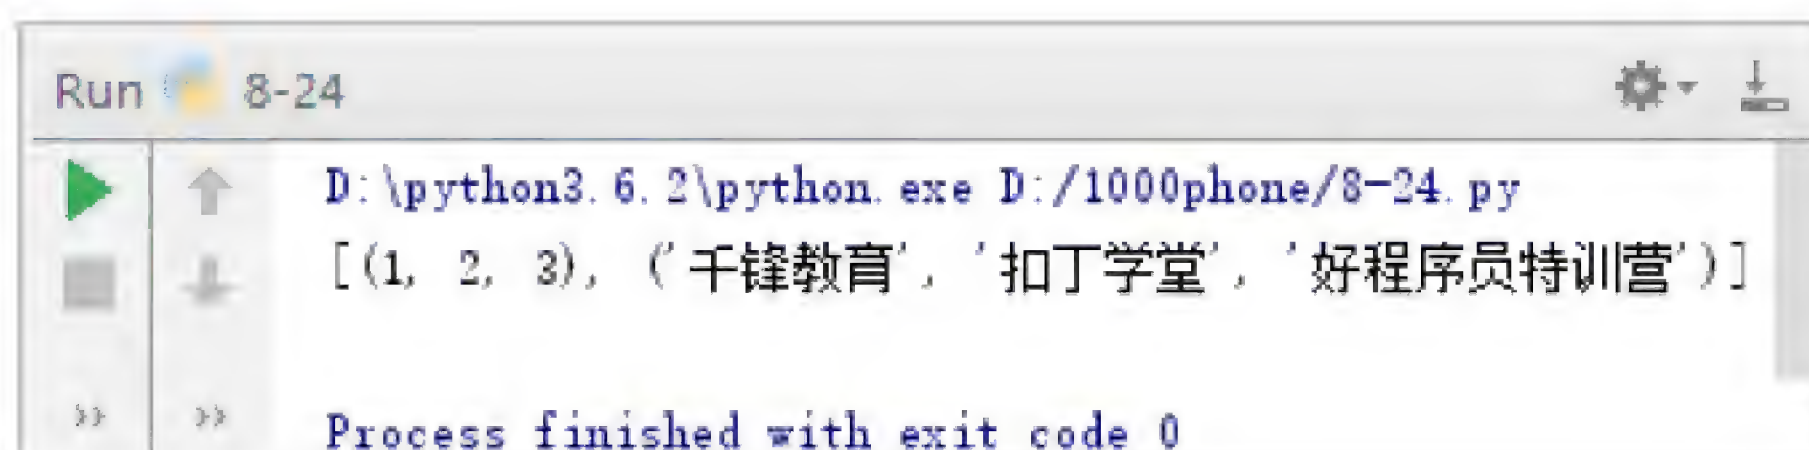 Run 8-24
D:\python3.6.2\python.exe D:/1000phone/8-24.py
[(1, 2, 3), ('千锋教育', '扣丁学堂', '好程序员特训营')]
Process finished with exit code 0